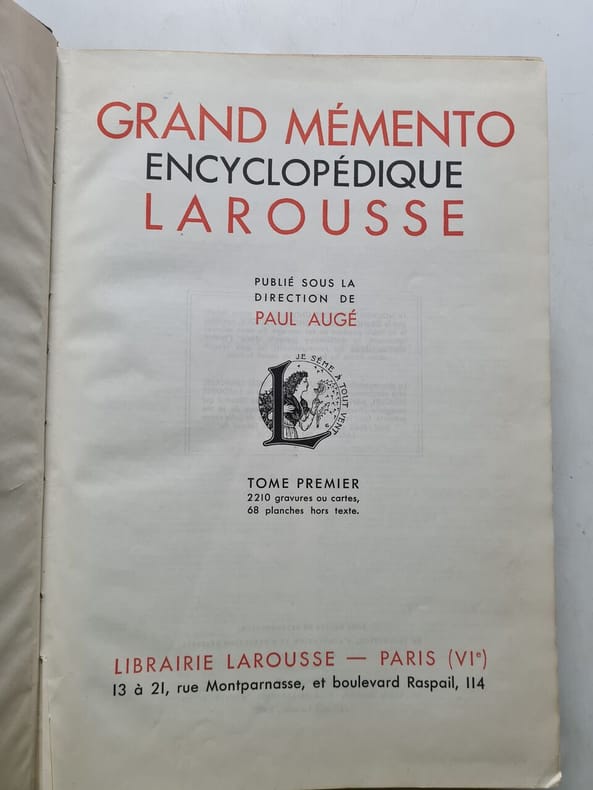 GRAND MÉMENTO
ENCYCLOPÉDIQUE
LAROUSSE
PUBLIÉ SOUS LA
DIRECTION DE
PAUL AUGÉ
JE SÈME À TOUT VENT
L
TOME PREMIER
2210 gravures ou cartes,
68 planches hors texte.
LIBRAIRIE LAROUSSE — PARIS (VIᵉ)
13 à 21, rue Montparnasse, et boulevard Raspail, 114